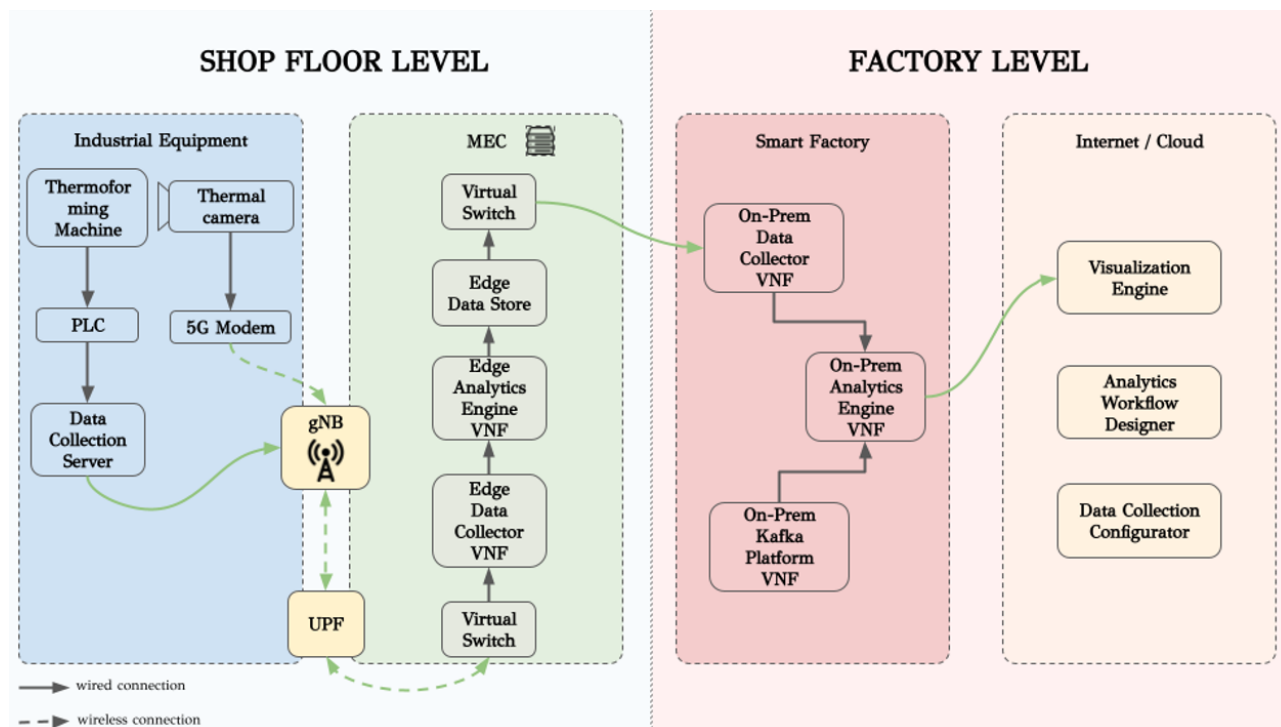 SHOP FLOOR LEVEL
FACTORY LEVEL
Industrial Equipment
Thermofor
ming
Machine
Thermal
camera
PLC
5G Modem
Data
Collection
Server
gNB
UPF
MEC
Virtual
Switch
Edge
Data Store
Edge
Analytics
Engine
VNF
Edge
Data
Collector
VNF
Virtual
Switch
Smart Factory
On-Prem
Data
Collector
VNF
On-Prem
Analytics
Engine
VNF
On-Prem
Kafka
Platform
VNF
Internet / Cloud
Visualization
Engine
Analytics
Workflow
Designer
Data Collection
Configurator
wired connection
wireless connection